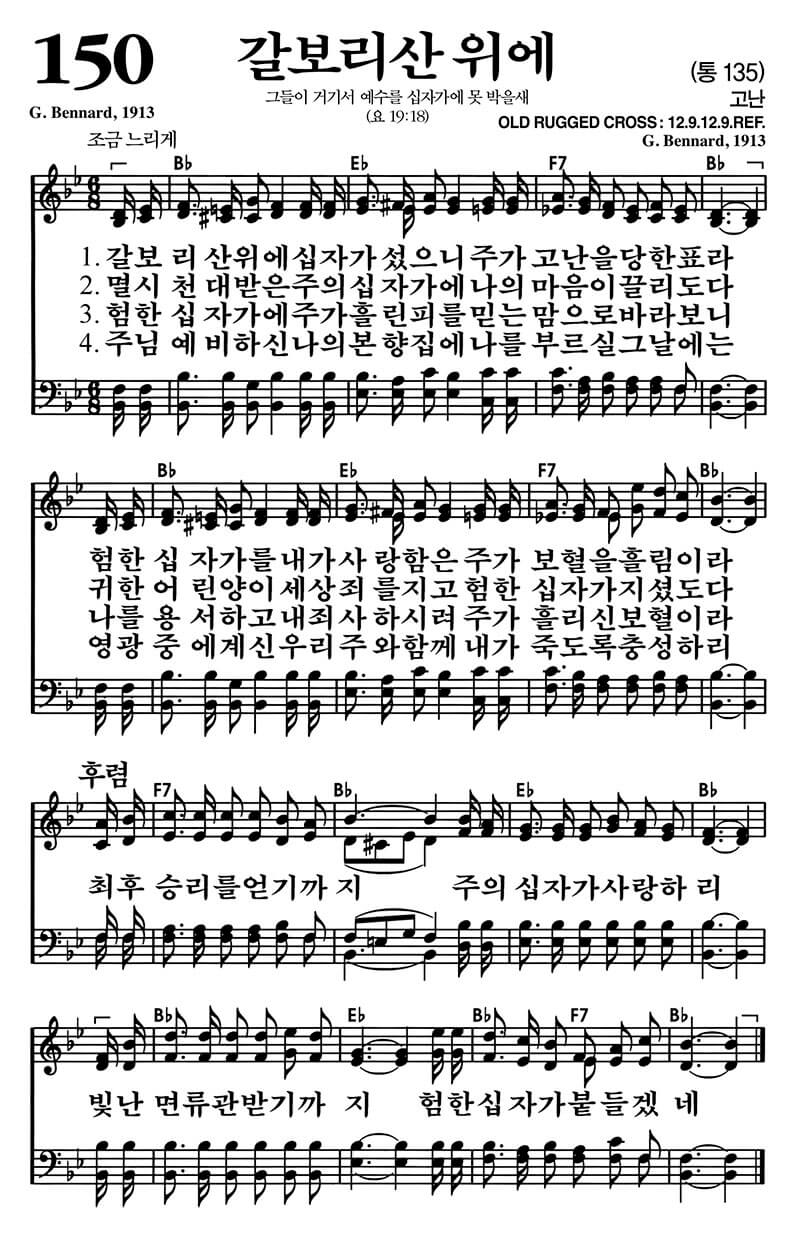 150
갈보리산 위에
(통 135)
그들이 거기서 예수를 십자가에 못 박을새
고난
G. Bennard, 1913
(요 19:18)
OLD RUGGED CROSS : 12.9.12.9.REF.
조금 느리게
G. Bennard, 1913
B♭ E♭ F7 B♭
6 8
1. 갈보 리 산위에십자가 섰으니 주가 고난을당한표라
2. 멸시 천 대받은주의십자가에나의 마음이끌리도다
3. 험한 십 자가에주가흘린피를 믿는 맘으로바라보니
4. 주님 예 비하신나의본 향집에나를 부르실그날에는
6 8
B♭ E♭ F7 B♭
험한 십 자가를내가사 랑함은 주가 보혈을흘림이라
귀한 어 린양이세상죄 를지고 험한 십자가지셨도다
나를 용 서하고내죄사 하시려 주가 흘리신보혈이라
영광 중 에계신우리주 와함께 내가 죽도록충성하리
후렴
F7 B♭ E♭ B♭
최후 승리를얻기까 지 주의 십자가사랑하 리
B♭ E♭ B♭ F7 B♭
빛난 면류관받기까 지 험한십자가붙 들겠 네